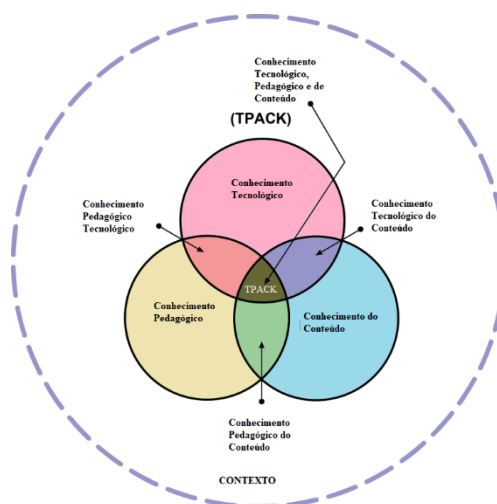 Conhecimento
Tecnológico,
Pedagógico e de
Conteúdo
(TPACK)
Conhecimento
Tecnológico
Conhecimento
Pedagógico
Tecnológico
Conhecimento
Tecnológico do
Conteúdo
TPACK
Conhecimento
Pedagógico
Conhecimento do
Conteúdo
Conhecimento
Pedagógico do
Conteúdo
CONTEXTO